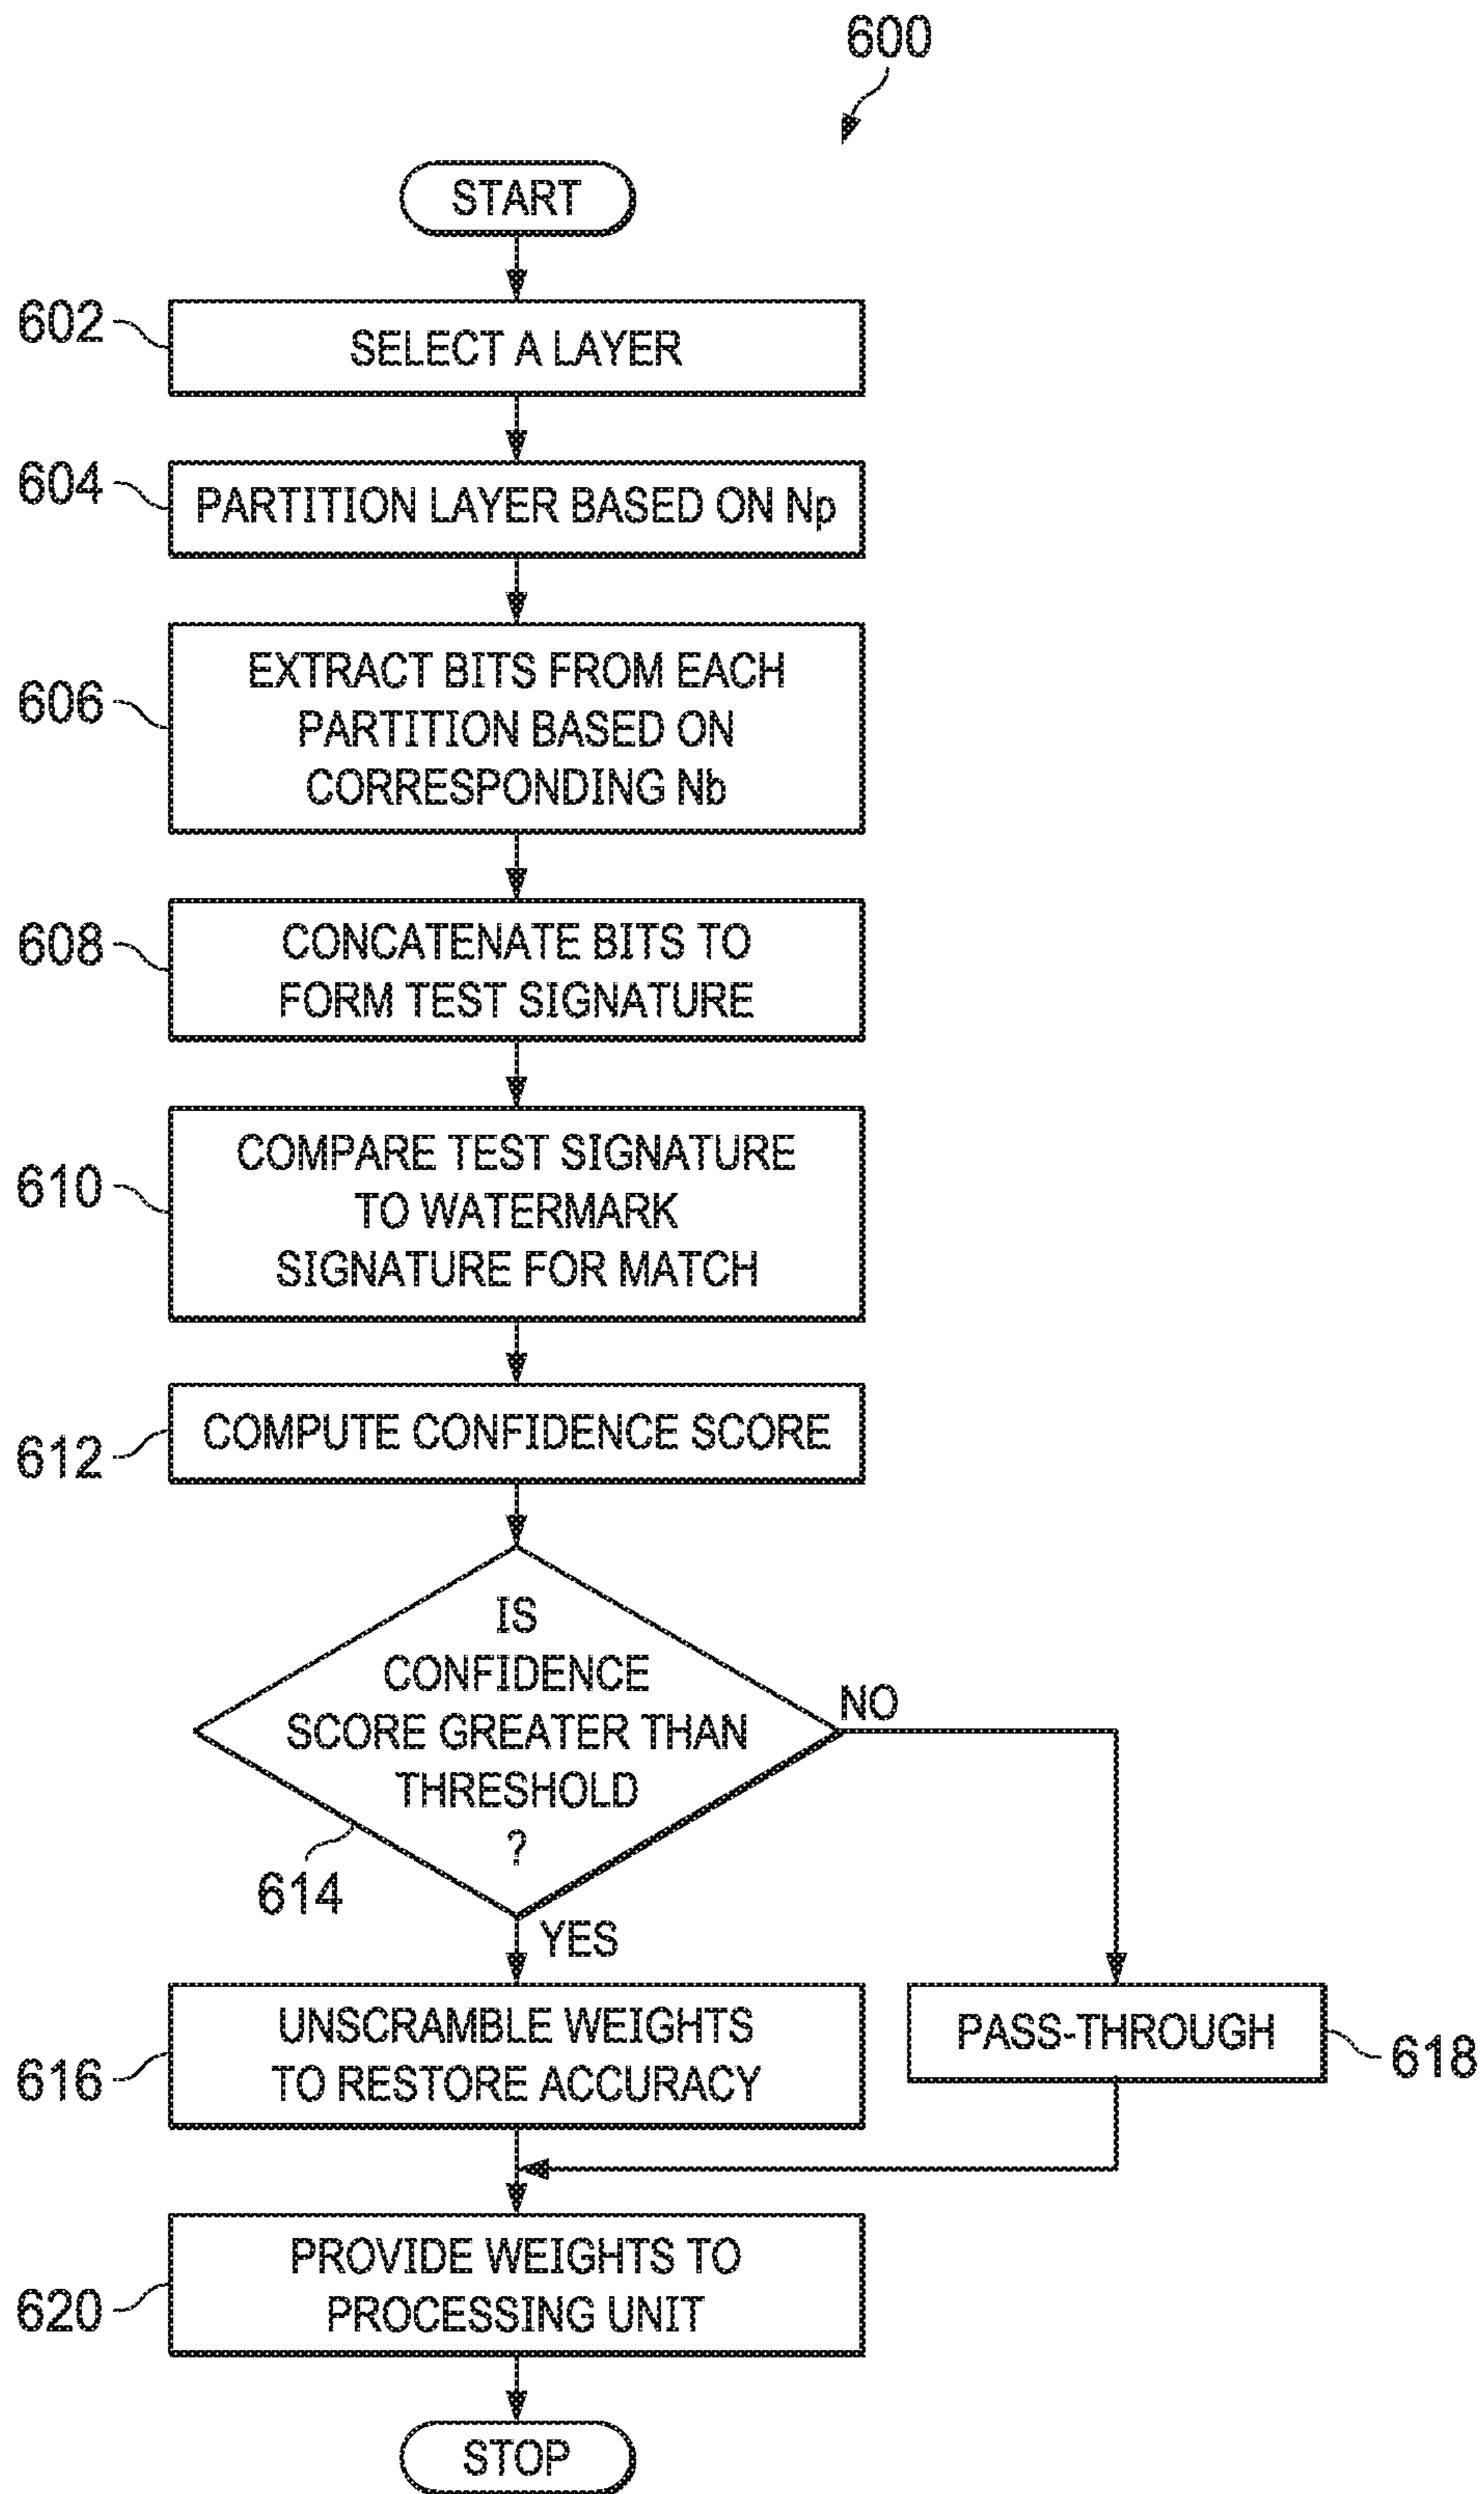 600
START
602
SELECT A LAYER
604
PARTITION LAYER BASED ON Np
606
EXTRACT BITS FROM EACH
PARTITION BASED ON
CORRESPONDING Nb
608
CONCATENATE BITS TO
FORM TEST SIGNATURE
610
COMPARE TEST SIGNATURE
TO WATERMARK
SIGNATURE FOR MATCH
612
COMPUTE CONFIDENCE SCORE
IS
CONFIDENCE
SCORE GREATER THAN
THRESHOLD
?
614
NO
YES
616
UNSCRAMBLE WEIGHTS
TO RESTORE ACCURACY
PASS-THROUGH
618
620
PROVIDE WEIGHTS TO
PROCESSING UNIT
STOP